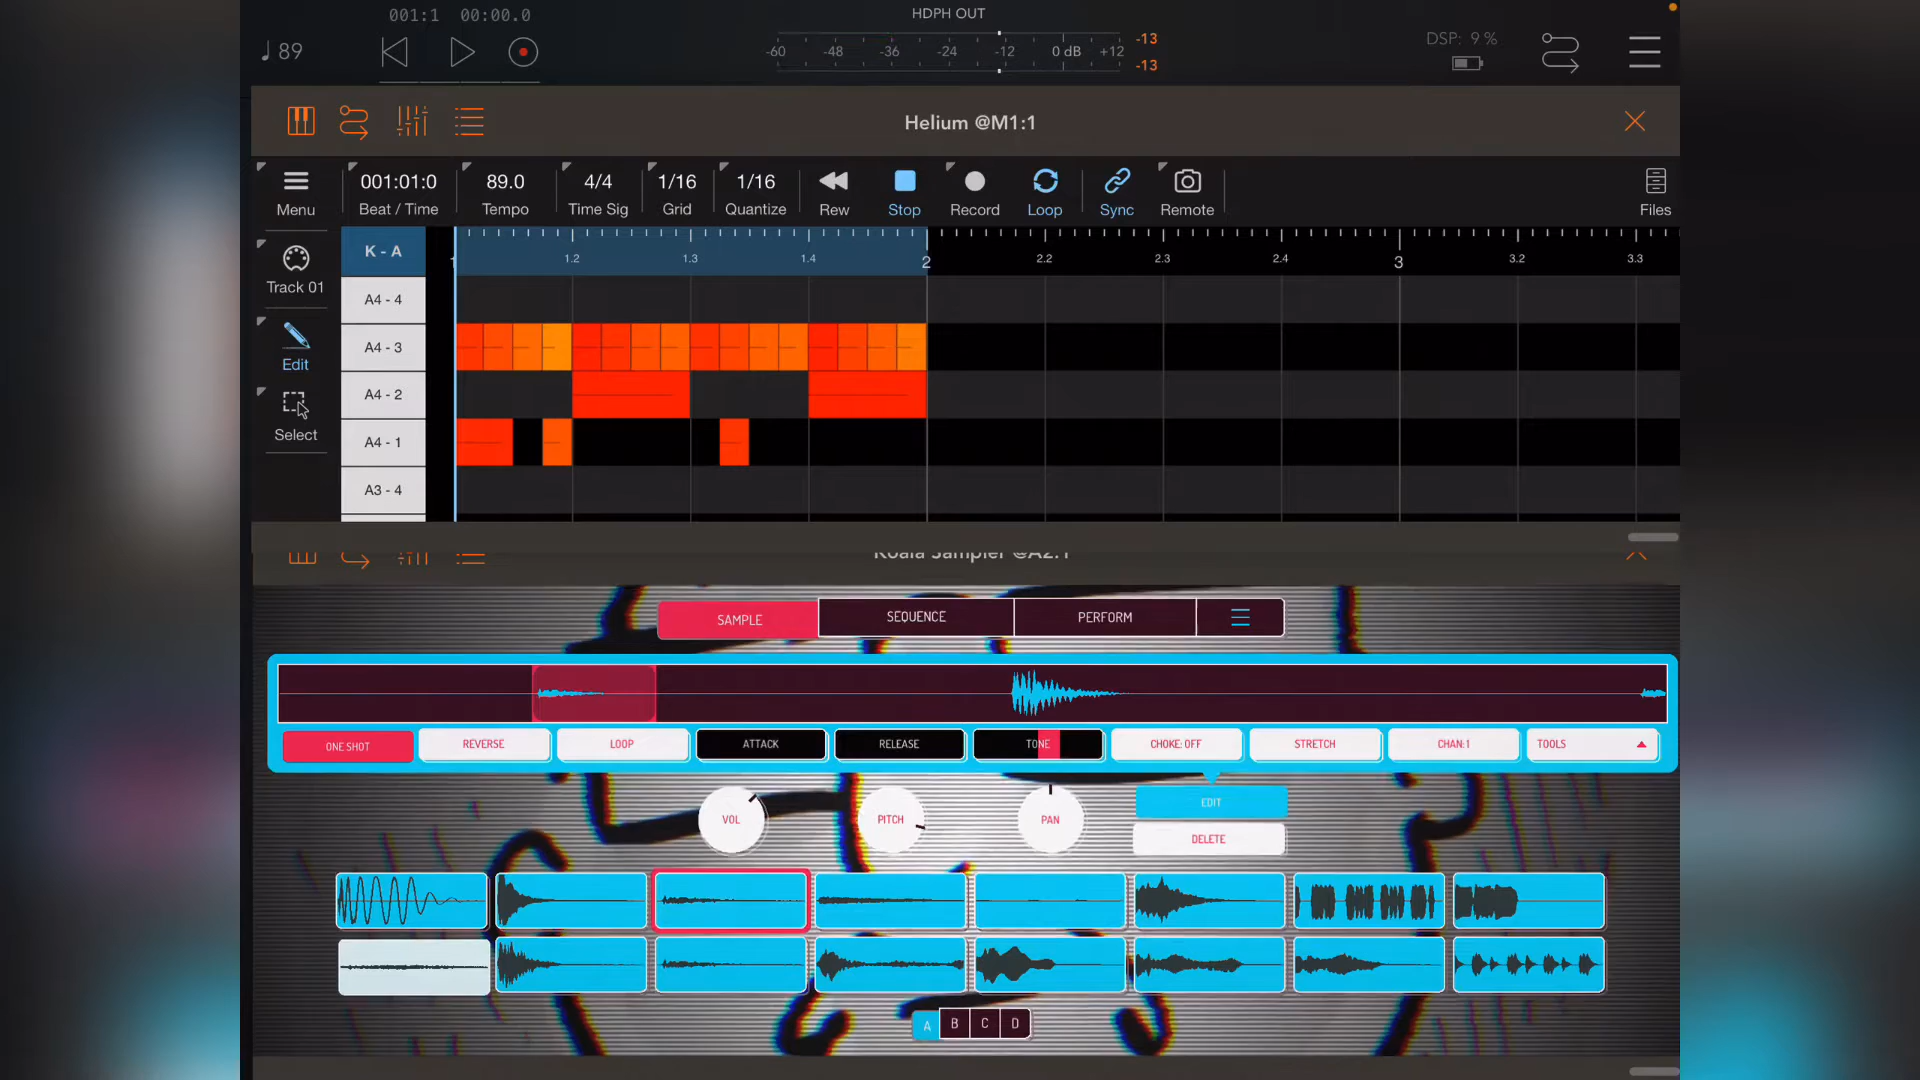 001:1 00:00.0
HDPH OUT
♩ 89
-60 -48 -36 -24 -12 0 dB +12
-13
-13
DSP: 9 %
Helium @M1:1
001:01:0 89.0 4/4 1/16 1/16
Menu Beat / Time Tempo Time Sig Grid Quantize Rew Stop Record Loop Sync Remote Files
K - A
1 1.2 1.3 1.4 2 2.2 2.3 2.4 3 3.2 3.3
Track 01
A4 - 4
A4 - 3
Edit
A4 - 2
Select
A4 - 1
A3 - 4
Koala Sampler @A2:1
SAMPLE SEQUENCE PERFORM
ONE SHOT REVERSE LOOP ATTACK RELEASE TONE CHOKE: OFF STRETCH CHAN: 1 TOOLS
VOL PITCH PAN
EDIT
DELETE
A B C D